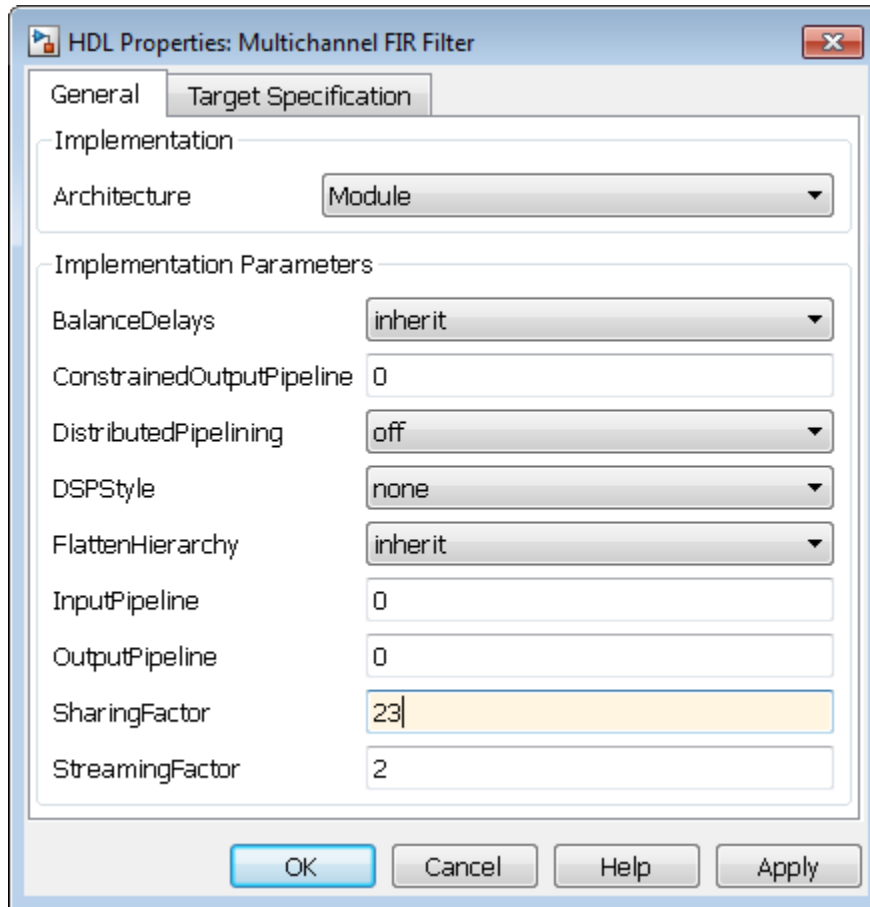 HDL Properties: Multichannel FIR Filter
General Target Specification
Implementation
Architecture Module
Implementation Parameters
BalanceDelays inherit
ConstrainedOutputPipeline 0
DistributedPipelining off
DSPStyle none
FlattenHierarchy inherit
InputPipeline 0
OutputPipeline 0
SharingFactor 23
StreamingFactor 2
OK Cancel Help Apply